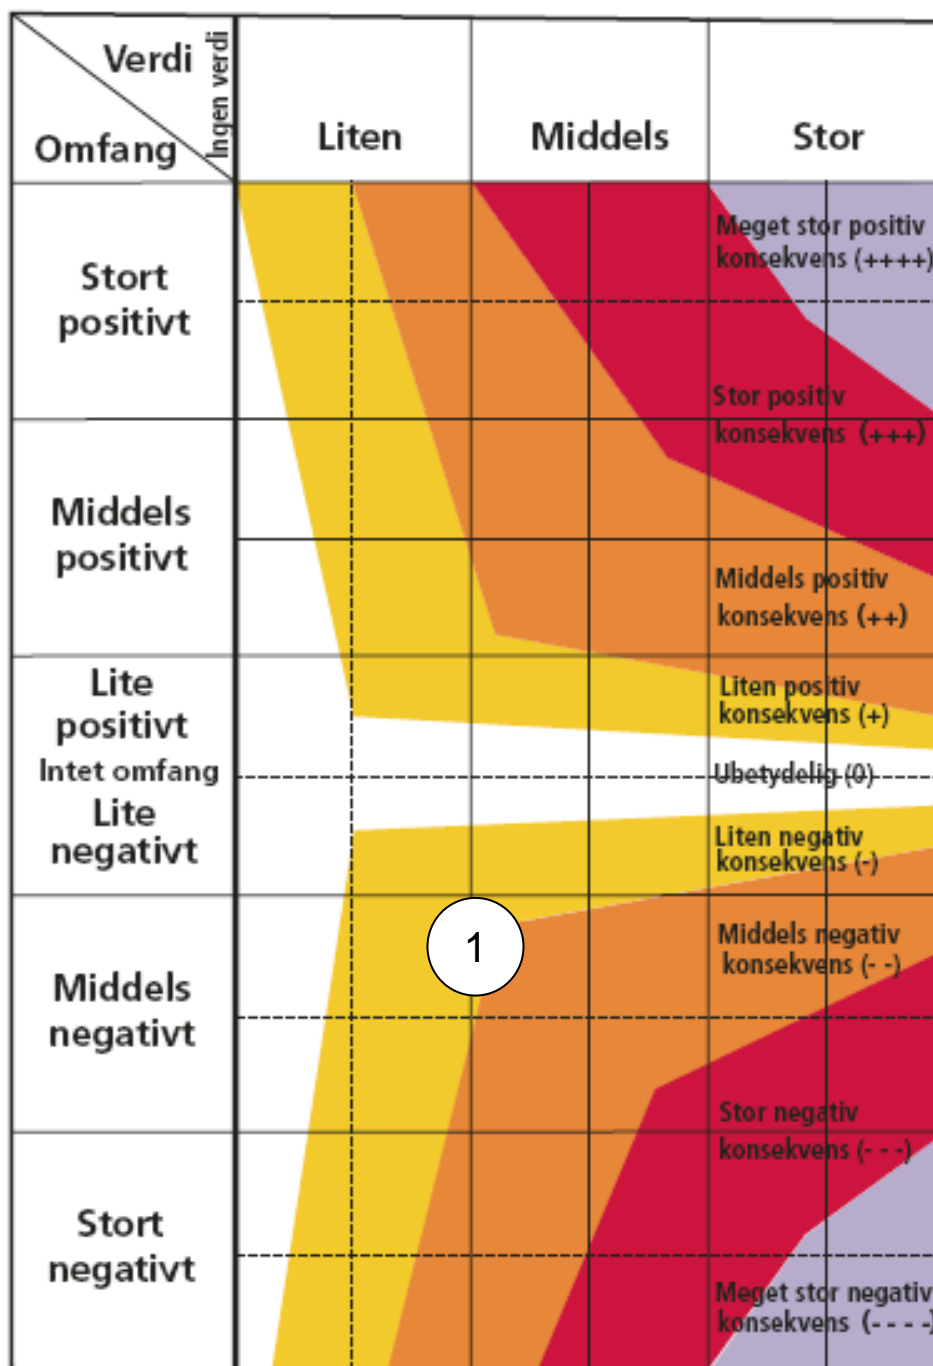 Verdi
Ingen verdi
Omfang
Liten
Middels
Stor
Stort
positivt
Meget stor positiv
konsekvens (++++)
Stor positiv
konsekvens (+++)
Middels
positivt
Middels positiv
konsekvens (++)
Lite
positivt
Liten positiv
konsekvens (+)
Intet omfang
Ubetydelig (0)
Lite
negativt
Liten negativ
konsekvens (-)
1
Middels negativ
konsekvens (- -)
Middels
negativt
Stor negativ
konsekvens (- - -)
Stort
negativt
Meget stor negativ
konsekvens (- - - -)